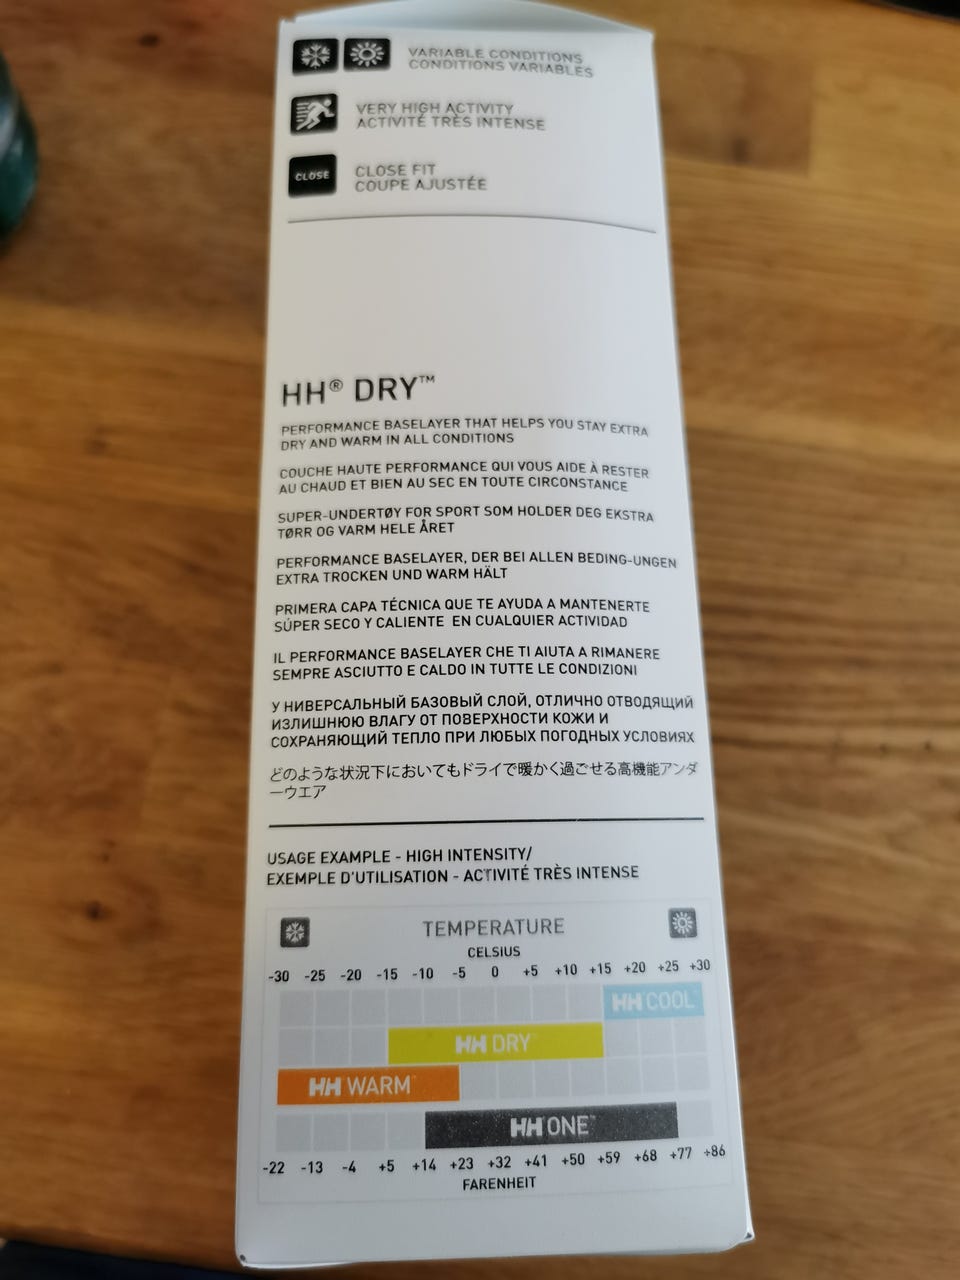 VARIABLE CONDITIONS
CONDITIONS VARIABLES
VERY HIGH ACTIVITY
ACTIVITÉ TRÈS INTENSE
CLOSE
CLOSE FIT
COUPE AJUSTÉE
HH® DRY™
PERFORMANCE BASELAYER THAT HELPS YOU STAY EXTRA
DRY AND WARM IN ALL CONDITIONS
COUCHE HAUTE PERFORMANCE QUI VOUS AIDE À RESTER
AU CHAUD ET BIEN AU SEC EN TOUTE CIRCONSTANCE
SUPER-UNDERTØY FOR SPORT SOM HOLDER DEG EKSTRA
TØRR OG VARM HELE ÅRET
PERFORMANCE BASELAYER, DER BEI ALLEN BEDING-UNGEN
EXTRA TROCKEN UND WARM HÄLT
PRIMERA CAPA TÉCNICA QUE TE AYUDA A MANTENERTE
SÚPER SECO Y CALIENTE EN CUALQUIER ACTIVIDAD
IL PERFORMANCE BASELAYER CHE TI AIUTA A RIMANERE
SEMPRE ASCIUTTO E CALDO IN TUTTE LE CONDIZIONI
У НИВЕРСАЛЬНЫЙ БАЗОВЫЙ СЛОЙ, ОТЛИЧНО ОТВОДЯЩИЙ
ИЗЛИШНЮЮ ВЛАГУ ОТ ПОВЕРХНОСТИ КОЖИ И
СОХРАНЯЮЩИЙ ТЕПЛО ПРИ ЛЮБЫХ ПОГОДНЫХ УСЛОВИЯХ
どのような状況下においてもドライで暖かく過ごせる高機能アンダ
ーウエア
USAGE EXAMPLE - HIGH INTENSITY/
EXEMPLE D'UTILISATION - ACTIVITÉ TRÈS INTENSE
TEMPERATURE
CELSIUS
-30 -25 -20 -15 -10 -5 0 +5 +10 +15 +20 +25 +30
HH COOL™
HH DRY™
HH WARM™
HH ONE™
-22 -13 -4 +5 +14 +23 +32 +41 +50 +59 +68 +77 +86
FARENHEIT